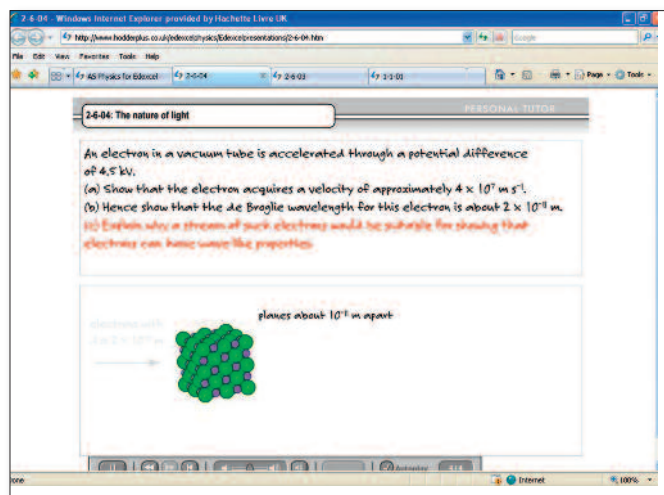 2-6-04 - Windows Internet Explorer provided by Hachette Livre UK
http://www.hodderplus.co.uk/edexcelphysics/Edexcelpresentations/2-6-04.htm
Google
File Edit View Favorites Tools Help
AS Physics for Edexcel 2-6-04 2-6-03 1-1-01 Page Tools
PERSONAL TUTOR
2-6-04: The nature of light
An electron in a vacuum tube is accelerated through a potential difference
of 4.5 kV.
(a) Show that the electron acquires a velocity of approximately 4 × 10⁷ m s⁻¹.
(b) Hence show that the de Broglie wavelength for this electron is about 2 × 10⁻¹¹ m.
(c) Explain why a stream of such electrons would be suitable for showing that
electrons can have wave like properties
planes about 10⁻¹¹ m apart
electrons with
Internet 100%